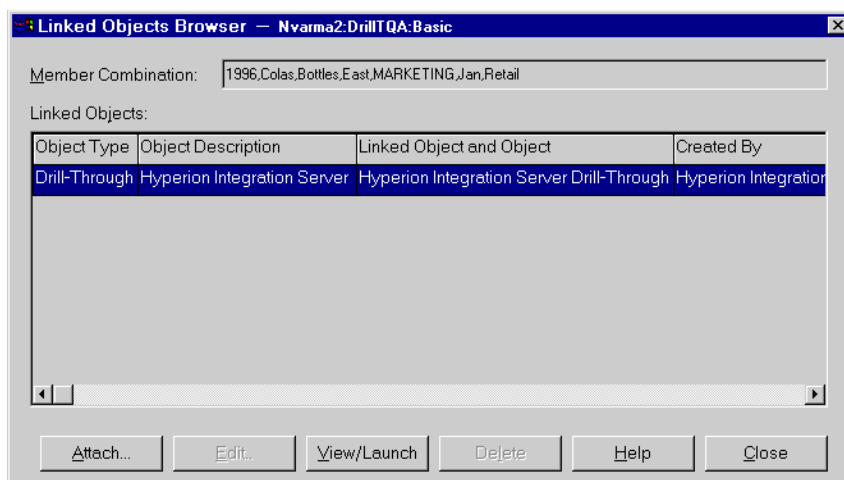 Linked Objects Browser — Nvarma2:DrillTQA:Basic
Member Combination: 1996,Colas,Bottles,East,MARKETING,Jan,Retail
Linked Objects:
Object Type Object Description Linked Object and Object Created By
Drill-Through Hyperion Integration Server Hyperion Integration Server Drill-Through Hyperion Integration
Attach... Edit.. View/Launch Delete Help Close